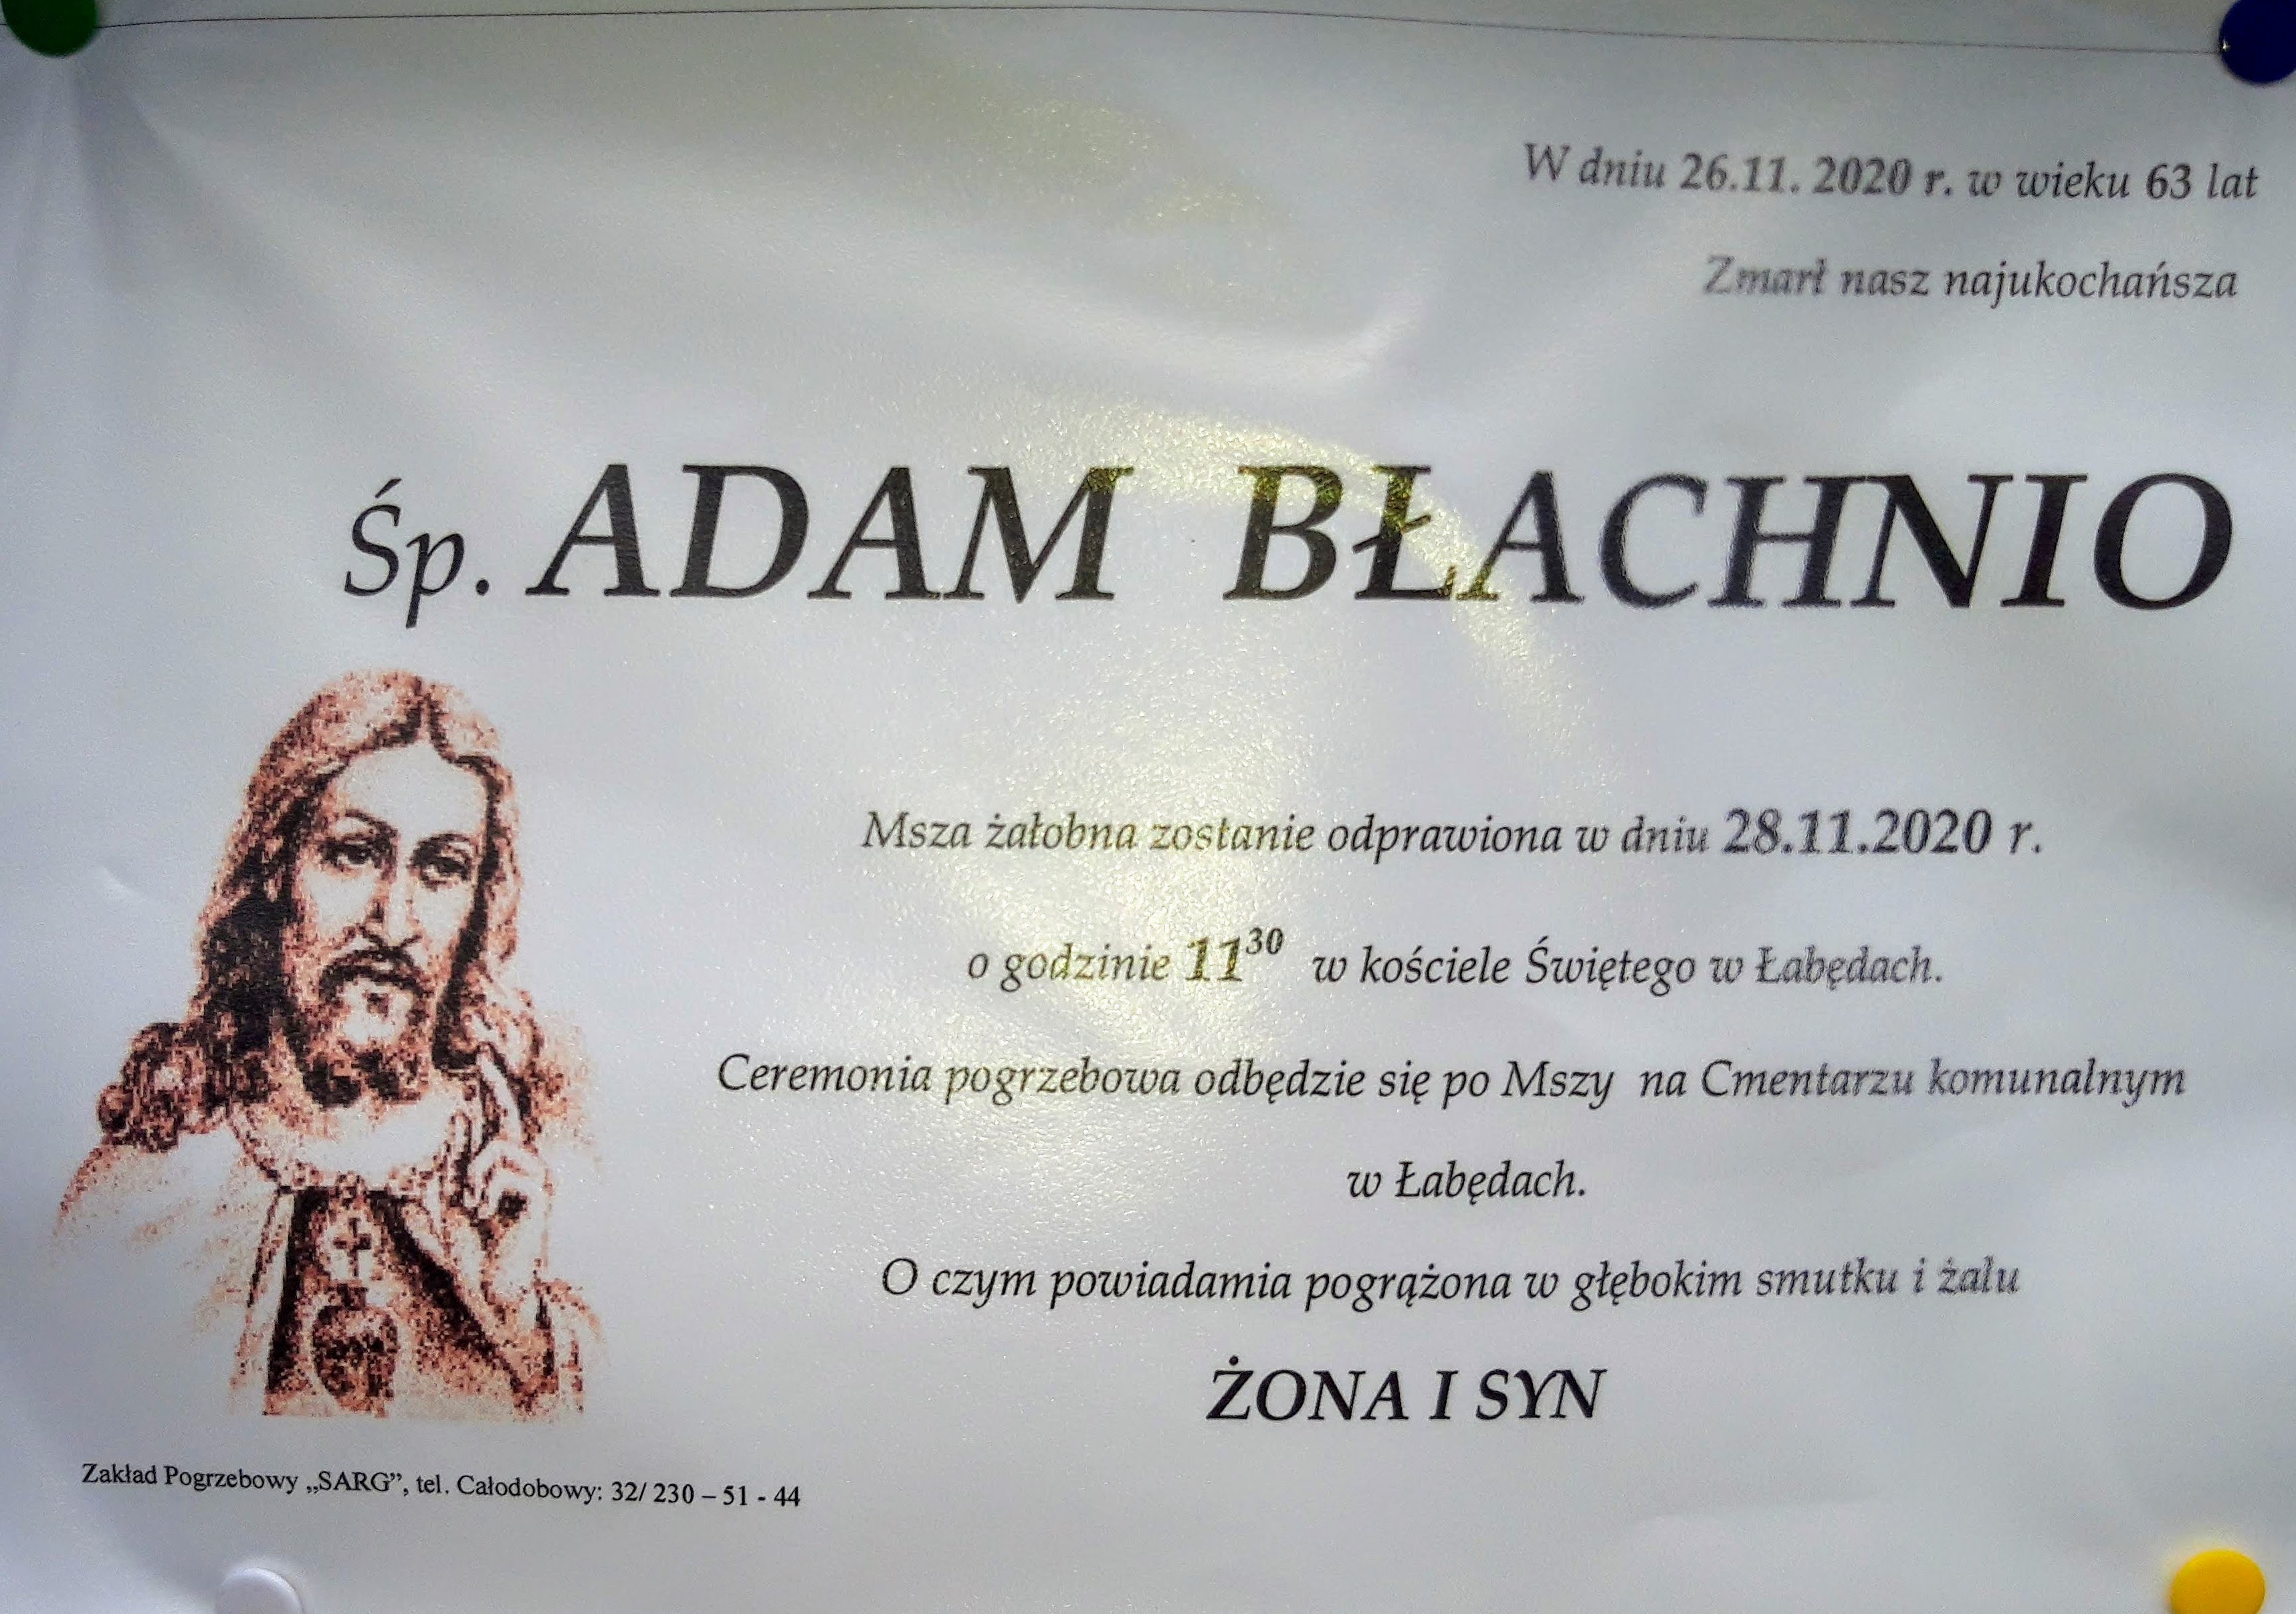 W dniu 26.11. 2020 r. w wieku 63 lat
Zmarł nasz najukochańsza
Śp. ADAM BŁACHNIO
Msza żałobna zostanie odprawiona w dniu 28.11.2020 r.
o godzinie 11³⁰ w kościele Świętego w Łabędach.
Ceremonia pogrzebowa odbędzie się po Mszy na Cmentarzu komunalnym
w Łabędach.
O czym powiadamia pogrążona w głębokim smutku i żalu
ŻONA I SYN
Zakład Pogrzebowy „SARG”, tel. Całodobowy: 32/ 230 – 51 - 44